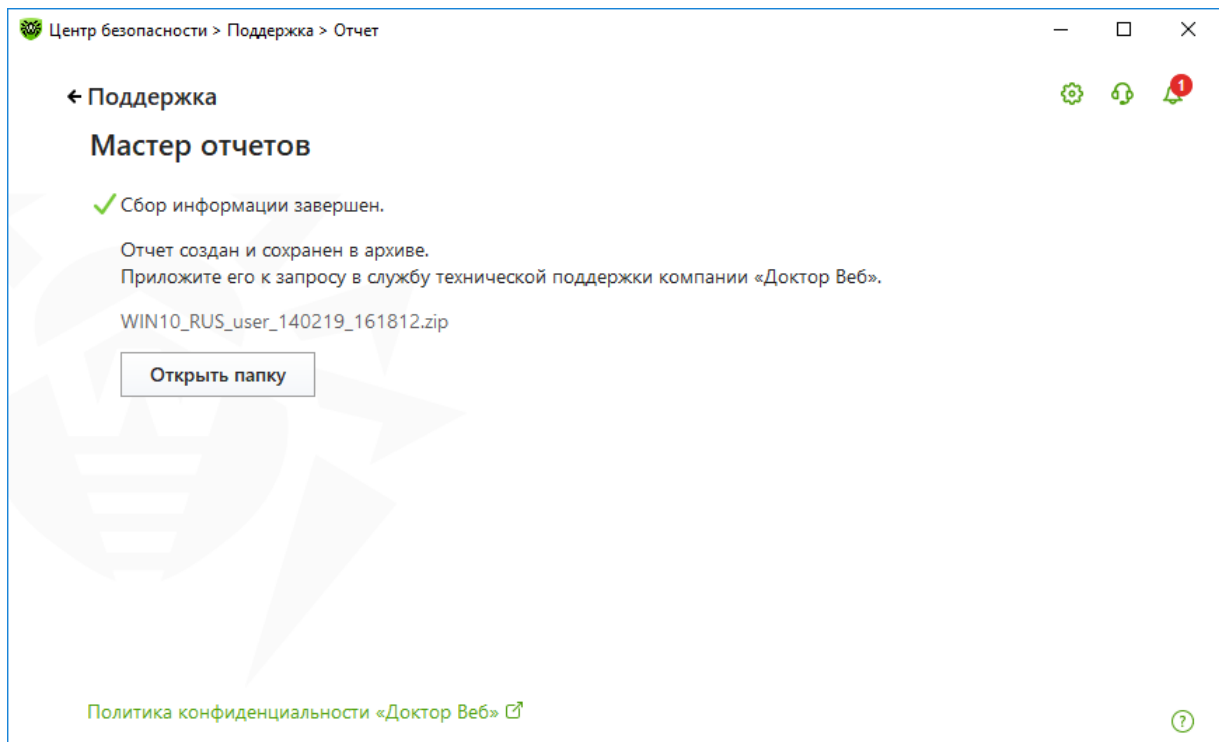 Центр безопасности > Поддержка > Отчет
Поддержка
1
Мастер отчетов
Сбор информации завершен.
Отчет создан и сохранен в архиве.
Приложите его к запросу в службу технической поддержки компании «Доктор Веб».
WIN10_RUS_user_140219_161812.zip
Открыть папку
Политика конфиденциальности «Доктор Веб»
?